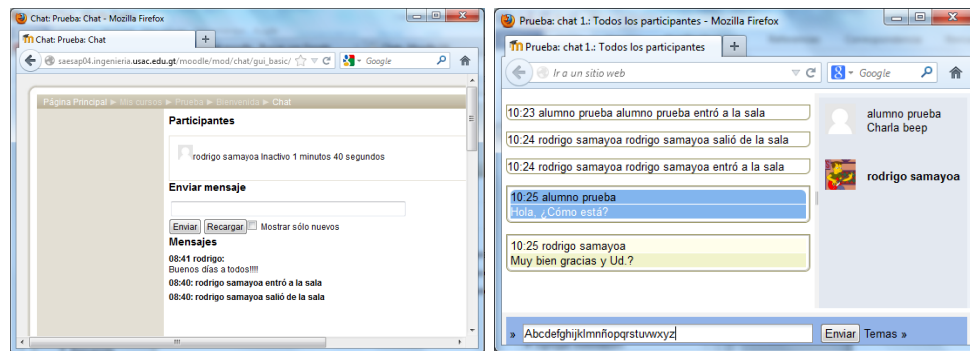 Chat: Prueba: Chat - Mozilla Firefox
Chat: Prueba: Chat
saesap04.ingenieria.usac.edu.gt/moodle/mod/chat/gui_basic/
Google
Página Principal ► Mis cursos ► Prueba ► Bienvenida ► Chat
Participantes
rodrigo samayoa Inactivo 1 minutos 40 segundos
Enviar mensaje
Enviar Recargar Mostrar sólo nuevos
Mensajes
08:41 rodrigo:
Buenos días a todos!!!!
08:40: rodrigo samayoa entró a la sala
08:40: rodrigo samayoa salió de la sala
Prueba: chat 1.: Todos los participantes - Mozilla Firefox
Prueba: chat 1.: Todos los participantes
Ir a un sitio web
Google
10:23 alumno prueba alumno prueba entró a la sala
10:24 rodrigo samayoa rodrigo samayoa salió de la sala
10:24 rodrigo samayoa rodrigo samayoa entró a la sala
10:25 alumno prueba
Hola, ¿Cómo está?
10:25 rodrigo samayoa
Muy bien gracias y Ud.?
alumno prueba
Charla beep
rodrigo samayoa
» Abcdefghijklmnñopqrstuvwxyz Enviar Temas »